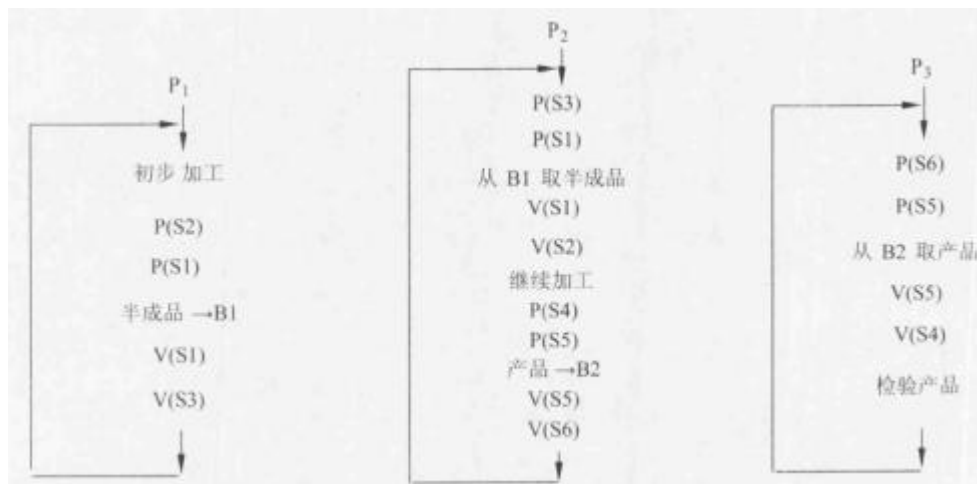 P1
初步 加工
P(S2)
P(S1)
半成品 →B1
V(S1)
V(S3)
P2
P(S3)
P(S1)
从 B1 取半成品
V(S1)
V(S2)
继续加工
P(S4)
P(S5)
产品 →B2
V(S5)
V(S6)
P3
P(S6)
P(S5)
从 B2 取产品
V(S5)
V(S4)
检验产品